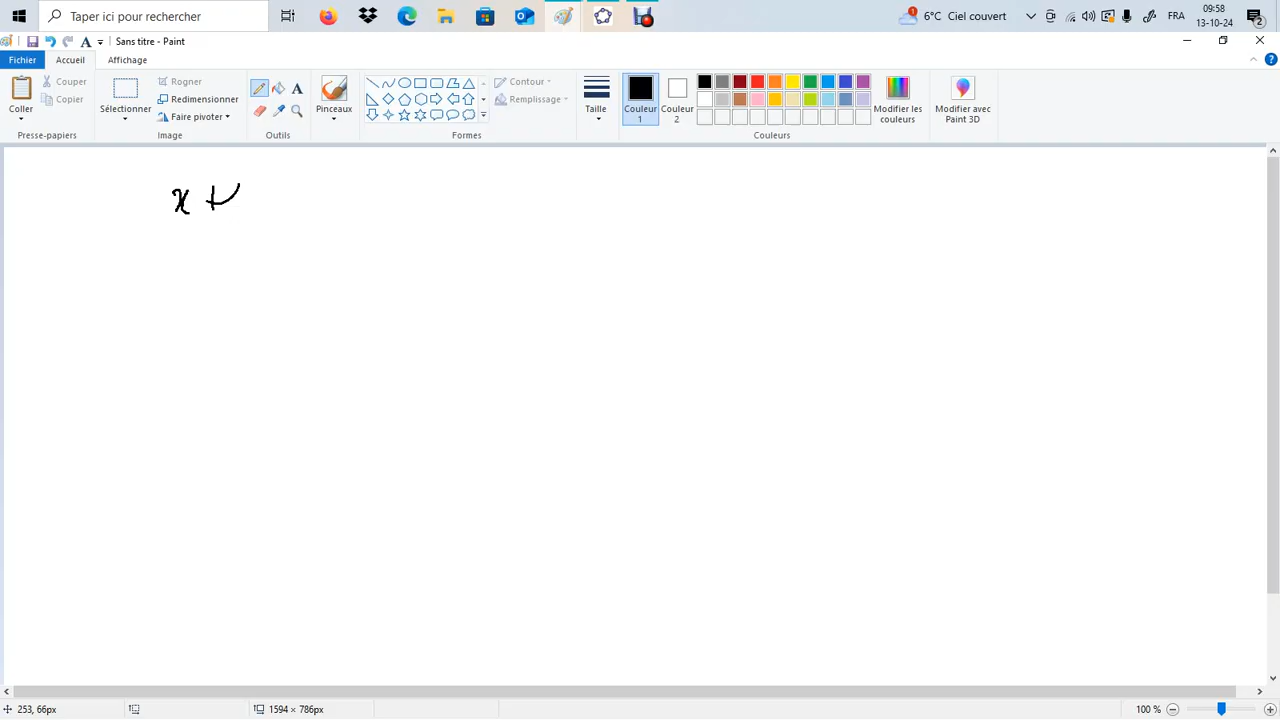 Taper ici pour rechercher
1
6°C Ciel couvert
FRA
09:58
13-10-24
2
Sans titre - Paint
Fichier
Accueil
Affichage
Coller
Couper
Copier
Presse-papiers
Sélectionner
Rogner
Redimensionner
Faire pivoter
Image
A
Outils
Pinceaux
Contour
Remplissage
Formes
Taille
Couleur
1
Couleur
2
Modifier les
couleurs
Couleurs
Modifier avec
Paint 3D
x +
253, 66px
1594 × 786px
100 %